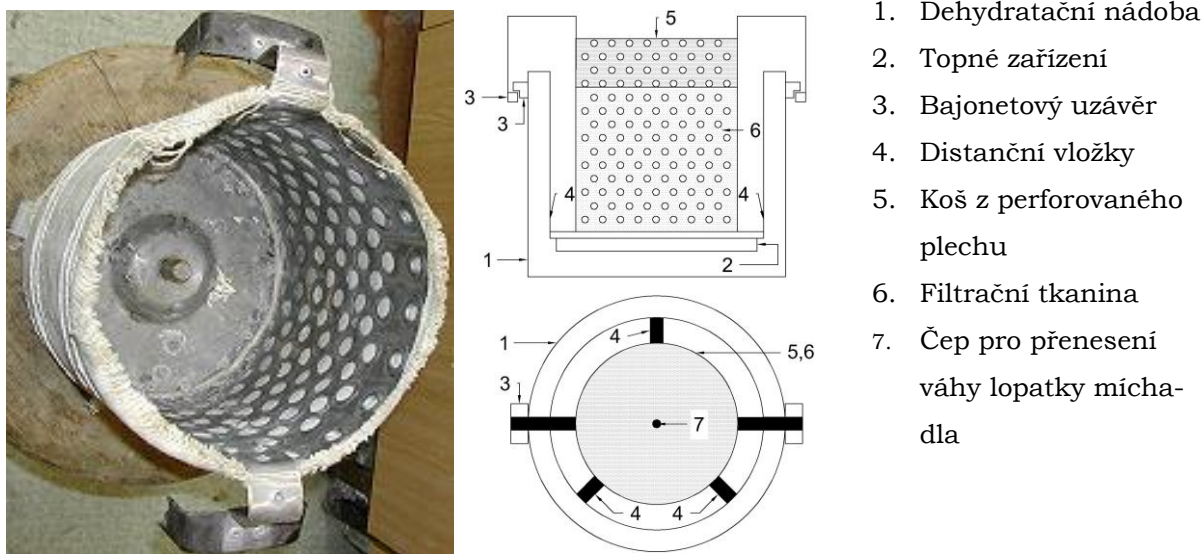 5
3
3
6
4
4
1
2
1
4
5,6
3
7
4
4
1. Dehydratační nádoba
2. Topné zařízení
3. Bajonetový uzávěr
4. Distanční vložky
5. Koš z perforovaného
plechu
6. Filtrační tkanina
7. Čep pro přenesení
váhy lopatky mícha-
dla